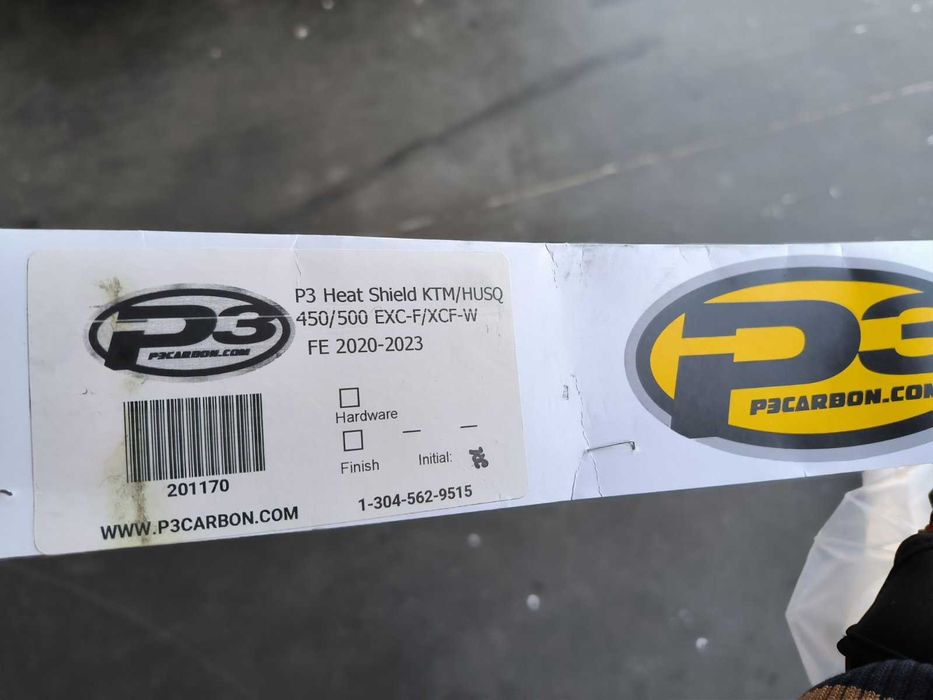 P3
P3CARBON.COM
P3 Heat Shield KTM/HUSQ
450/500 EXC-F/XCF-W
FE 2020-2023
Hardware
Finish
Initial:
201170
WWW.P3CARBON.COM
1-304-562-9515
P3
P3CARBON.COM